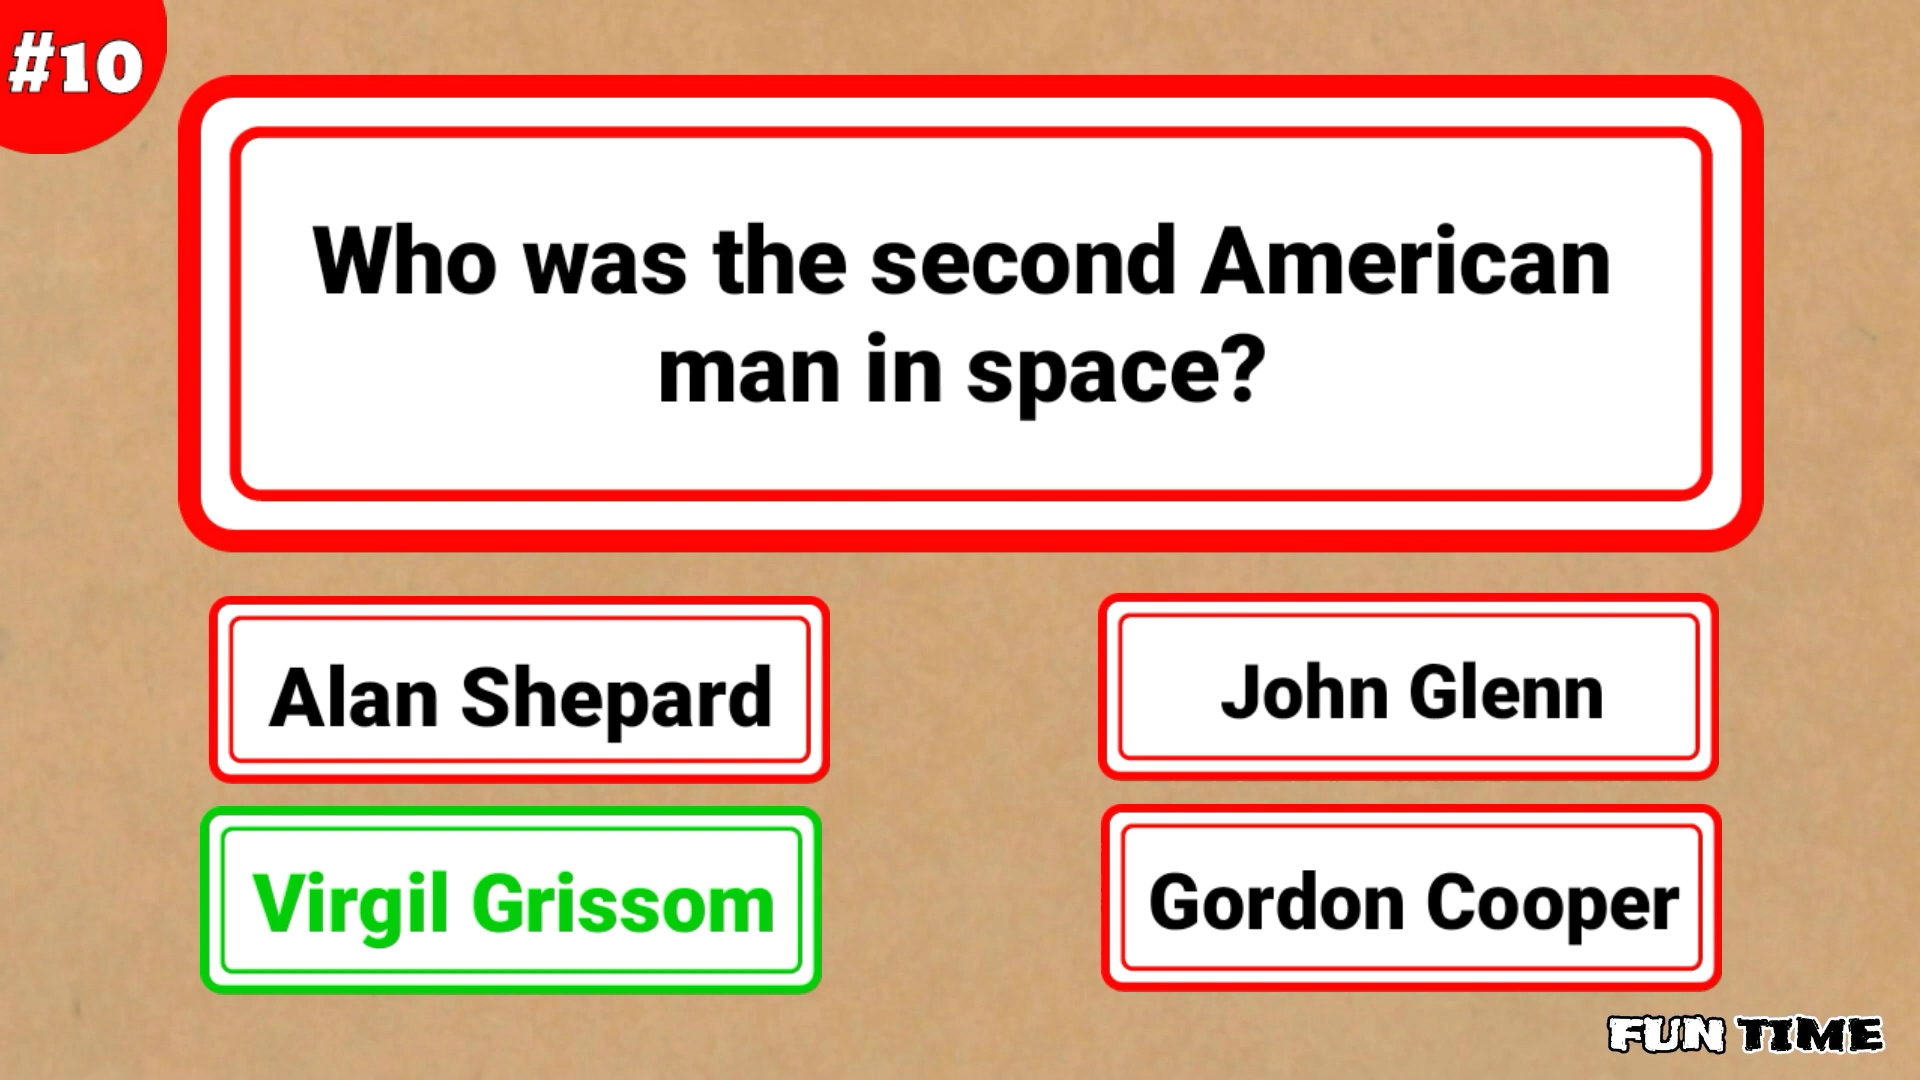 #10
Who was the second American
man in space?
Alan Shepard
John Glenn
Virgil Grissom
Gordon Cooper
FUN TIME